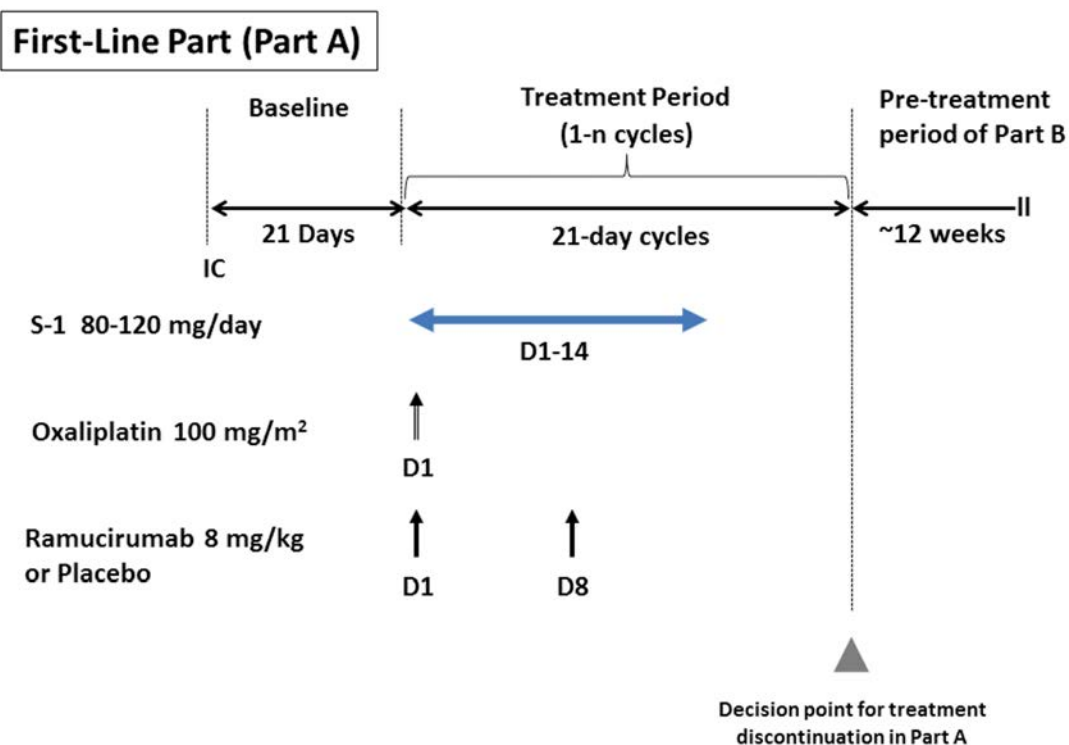 First-Line Part (Part A)
Baseline
Treatment Period
(1-n cycles)
Pre-treatment
period of Part B
21 Days
21-day cycles
~12 weeks
IC
S-1 80-120 mg/day
D1-14
Oxaliplatin 100 mg/m²
D1
Ramucirumab 8 mg/kg
or Placebo
D1
D8
Decision point for treatment
discontinuation in Part A